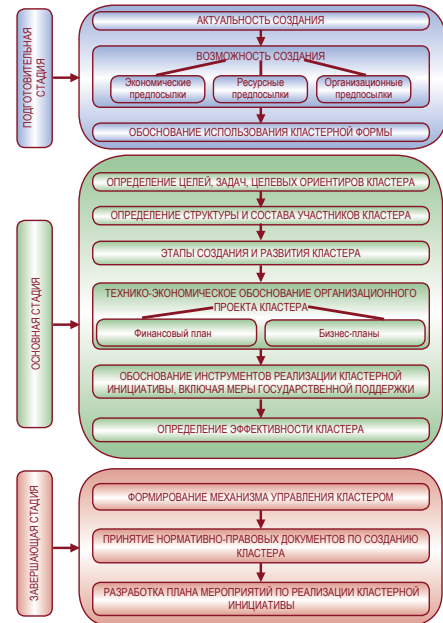 ПОДГОТОВИТЕЛЬНАЯ
СТАДИЯ
АКТУАЛЬНОСТЬ СОЗДАНИЯ
ВОЗМОЖНОСТЬ СОЗДАНИЯ
Экономические
предпосылки
Ресурсные
предпосылки
Организационные
предпосылки
ОБОСНОВАНИЕ ИСПОЛЬЗОВАНИЯ КЛАСТЕРНОЙ ФОРМЫ
ОСНОВНАЯ СТАДИЯ
ОПРЕДЕЛЕНИЕ ЦЕЛЕЙ, ЗАДАЧ, ЦЕЛЕВЫХ ОРИЕНТИРОВ КЛАСТЕРА
ОПРЕДЕЛЕНИЕ СТРУКТУРЫ И СОСТАВА УЧАСТНИКОВ КЛАСТЕРА
ЭТАПЫ СОЗДАНИЯ И РАЗВИТИЯ КЛАСТЕРА
ТЕХНИКО-ЭКОНОМИЧЕСКОЕ ОБОСНОВАНИЕ ОРГАНИЗАЦИОННОГО
ПРОЕКТА КЛАСТЕРА
Финансовый план
Бизнес-планы
ОБОСНОВАНИЕ ИНСТРУМЕНТОВ РЕАЛИЗАЦИИ КЛАСТЕРНОЙ
ИНИЦИАТИВЫ, ВКЛЮЧАЯ МЕРЫ ГОСУДАРСТВЕННОЙ ПОДДЕРЖКИ
ОПРЕДЕЛЕНИЕ ЭФФЕКТИВНОСТИ КЛАСТЕРА
ЗАВЕРШАЮЩАЯ СТАДИЯ
ФОРМИРОВАНИЕ МЕХАНИЗМА УПРАВЛЕНИЯ КЛАСТЕРОМ
ПРИНЯТИЕ НОРМАТИВНО-ПРАВОВЫХ ДОКУМЕНТОВ ПО СОЗДАНИЮ
КЛАСТЕРА
РАЗРАБОТКА ПЛАНА МЕРОПРИЯТИЙ ПО РЕАЛИЗАЦИИ КЛАСТЕРНОЙ
ИНИЦИАТИВЫ